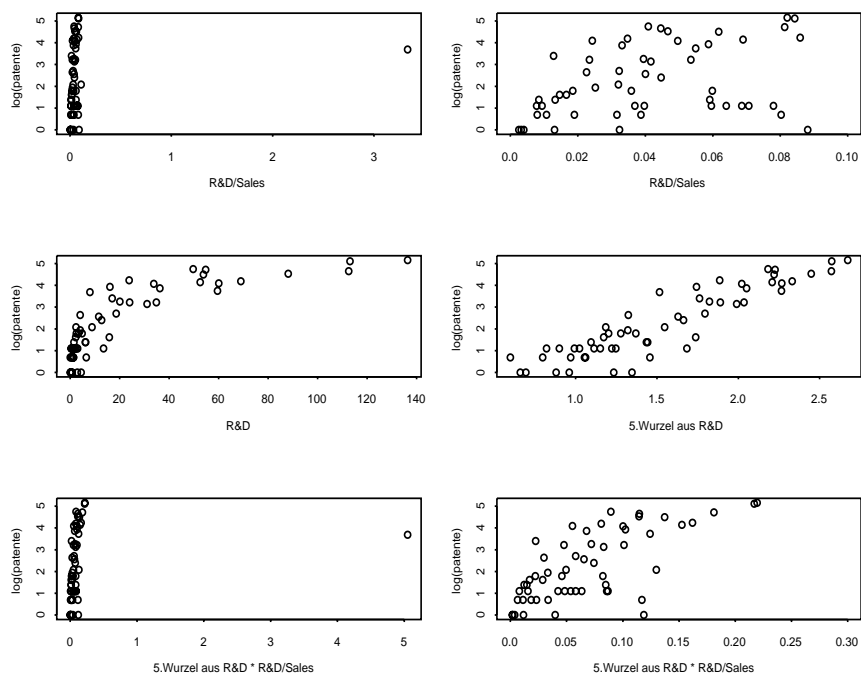 log(patente)
0 1 2 3 4 5
0 1 2 3
R&D/Sales
log(patente)
0 1 2 3 4 5
0.0 0.02 0.04 0.06 0.08 0.10
R&D/Sales
log(patente)
0 1 2 3 4 5
0 20 40 60 80 100 120 140
R&D
log(patente)
0 1 2 3 4 5
1.0 1.5 2.0 2.5
5.Wurzel aus R&D
log(patente)
0 1 2 3 4 5
0 1 2 3 4 5
5.Wurzel aus R&D * R&D/Sales
log(patente)
0 1 2 3 4 5
0.0 0.05 0.10 0.15 0.20 0.25 0.30
5.Wurzel aus R&D * R&D/Sales